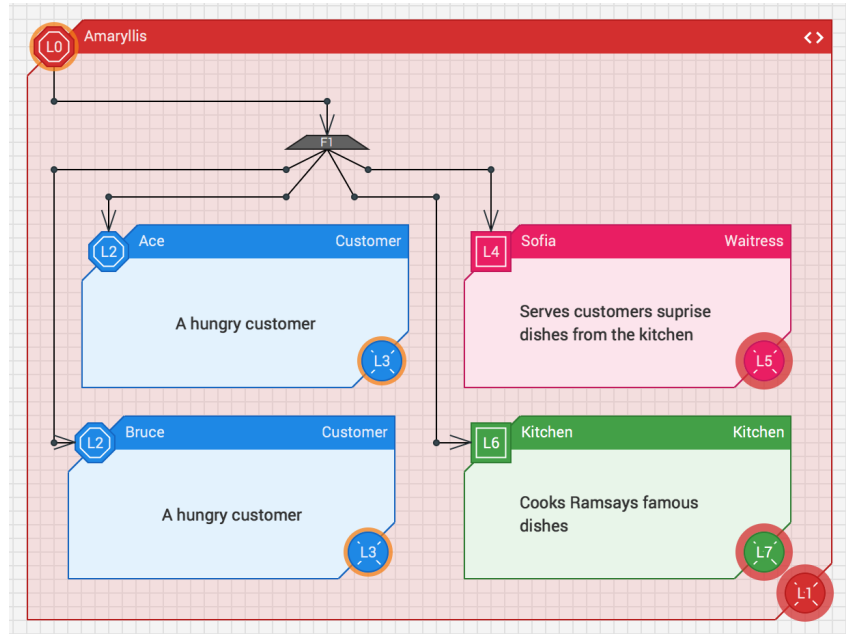 L0 Amaryllis <>
F1
L2 Ace Customer
A hungry customer
L3
L4 Sofia Waitress
Serves customers suprise
dishes from the kitchen
L5
L2 Bruce Customer
A hungry customer
L3
L6 Kitchen Kitchen
Cooks Ramsays famous
dishes
L7
L1